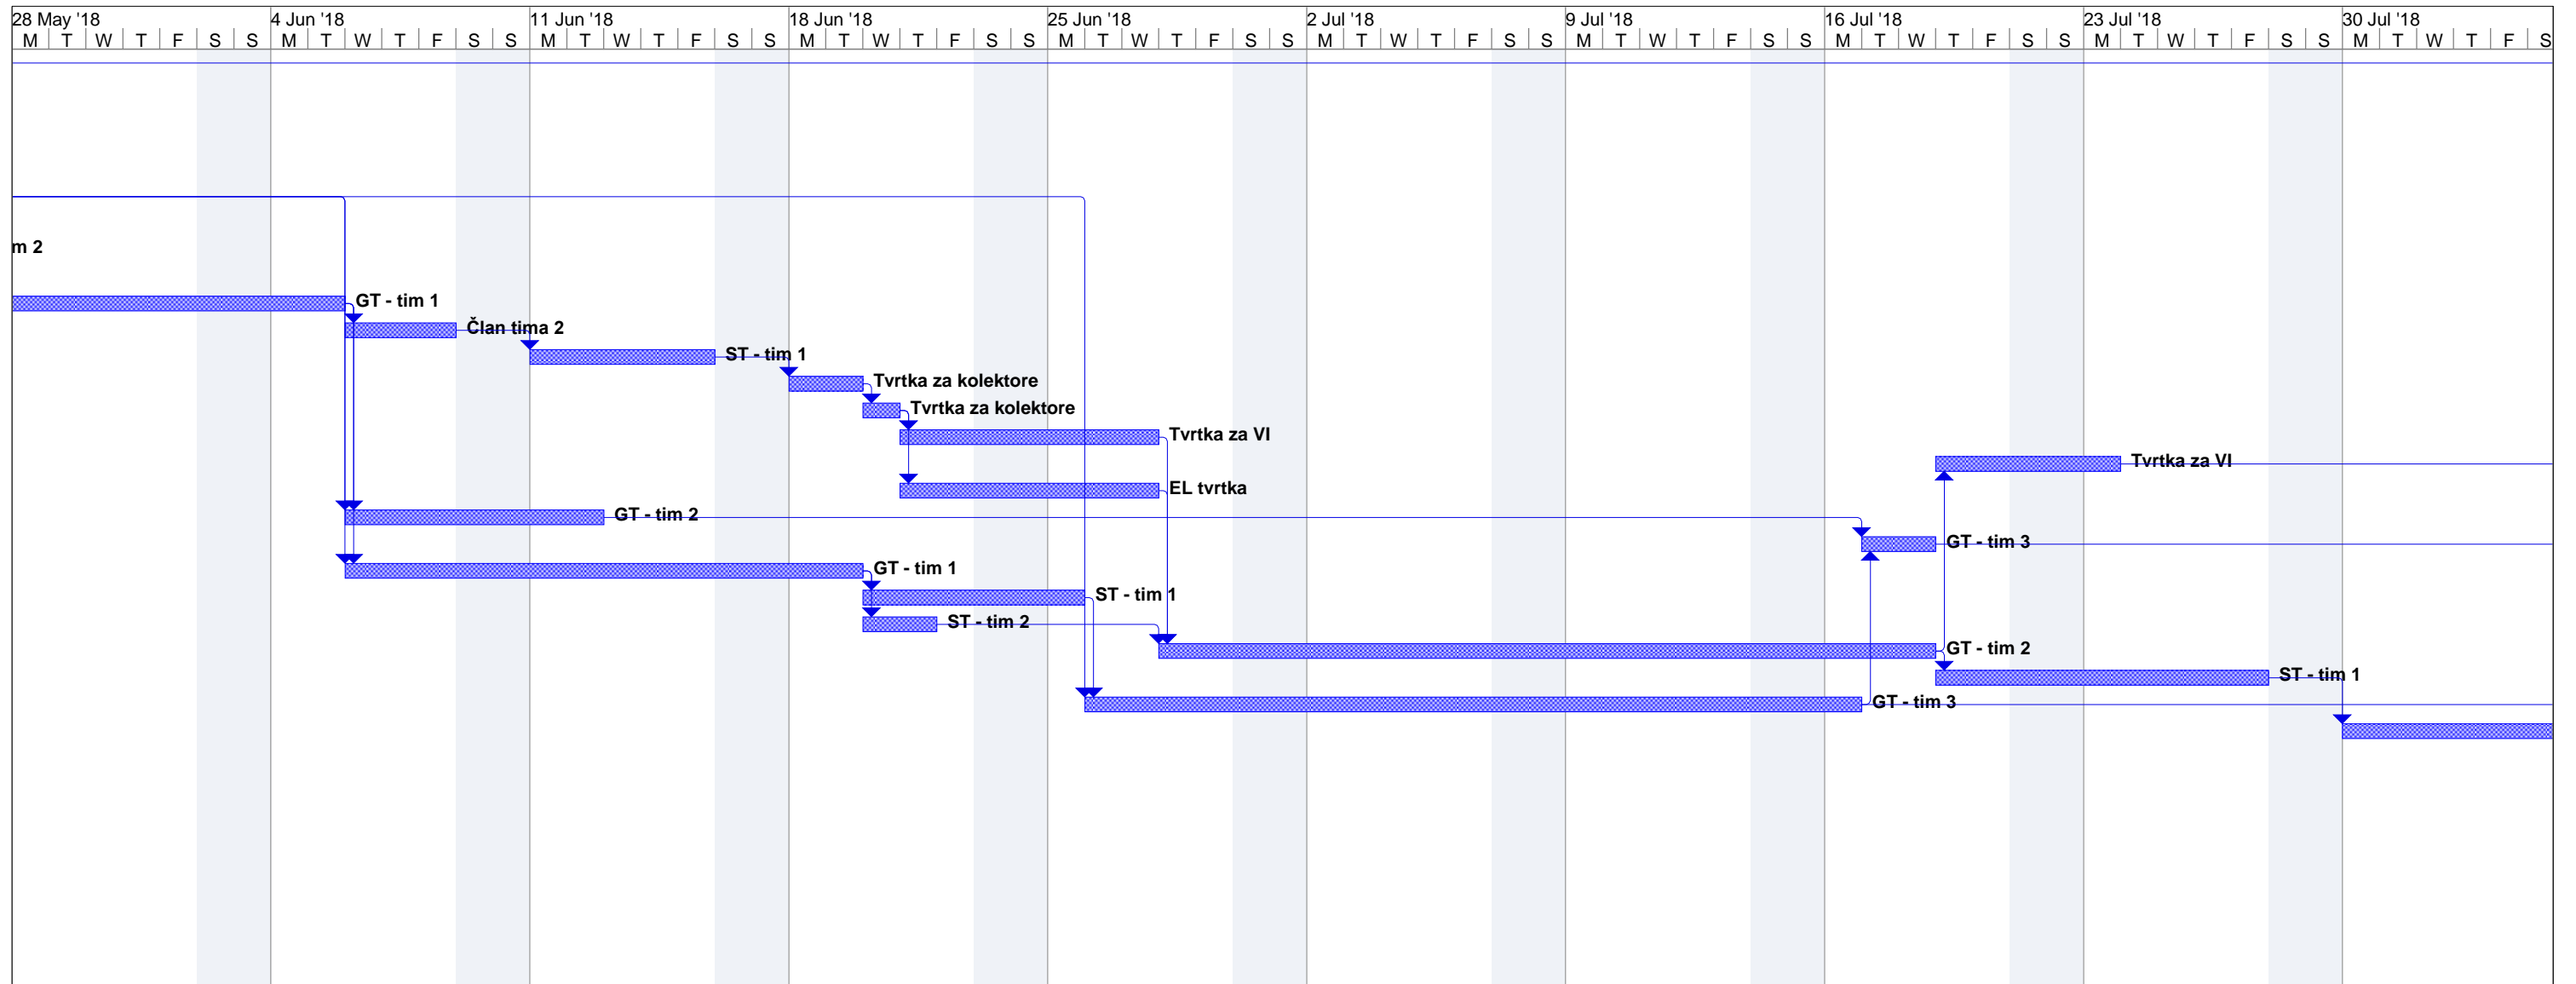 28 May '18 4 Jun '18 11 Jun '18 18 Jun '18 25 Jun '18 2 Jul '18 9 Jul '18 16 Jul '18 23 Jul '18 30 Jul '18
M T W T F S S M T W T F S S M T W T F S S M T W T F S S M T W T F S S M T W T F S S M T W T F S S M T W T F S S M T W T F S S M T W T F S
m 2
GT - tim 1
Član tima 2
ST - tim 1
Tvrtka za kolektore
Tvrtka za kolektore
Tvrtka za VI
Tvrtka za VI
EL tvrtka
GT - tim 2
GT - tim 3
GT - tim 1
ST - tim 1
ST - tim 2
GT - tim 2
ST - tim 1
GT - tim 3